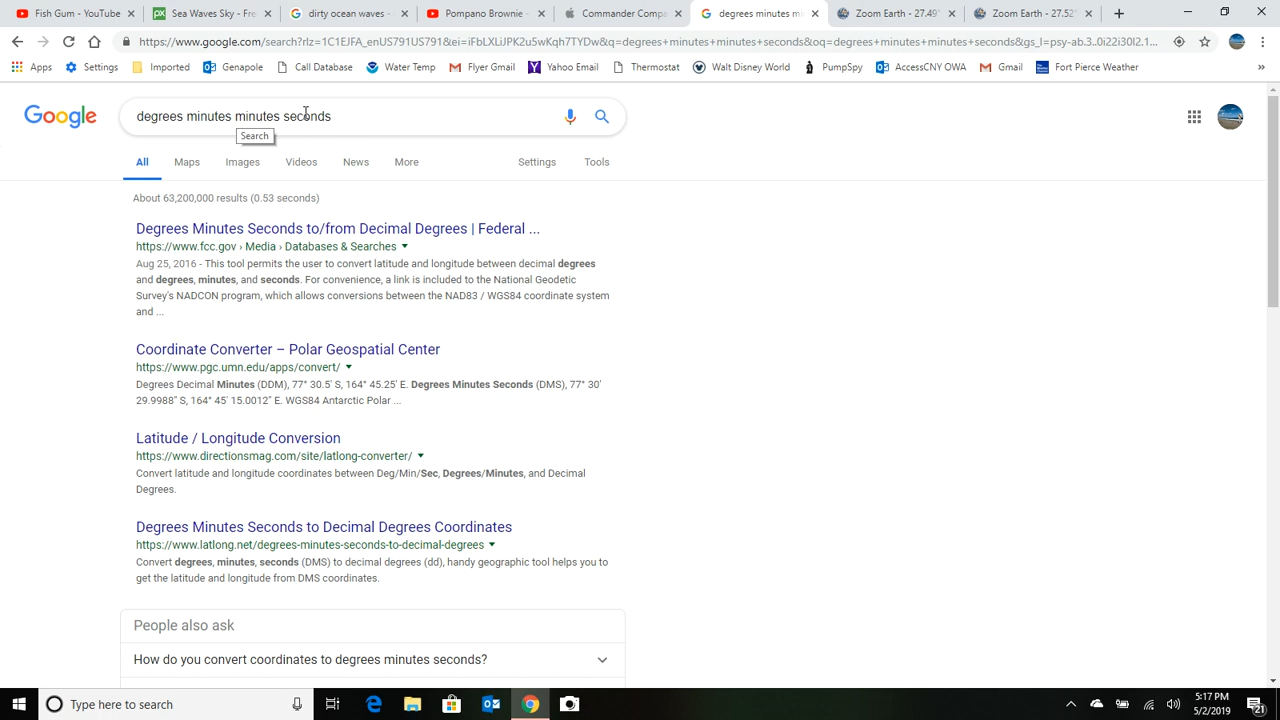 Fish Gun - YouTube
Sea Waves Sky - Fre
dirty ocean waves -
Pompano Brownie -
Commander Compa
degrees minutes mi
Zoom Earth - 27.49°
Zoom Earth - 27.52°
https://www.google.com/search?rlz=1C1EJFA_enUS791US791&ei=iFbLXLiJPK2u5wKqh7TYDw&q=degrees+minutes+minutes+seconds&oq=degrees+minutes+minutes+seconds&gs_l=psy-ab.3..0i22i30l2.1...
Apps
Settings
Imported
Genapole
Call Database
Water Temp
Flyer Gmail
Yahoo Email
Thermostat
Walt Disney World
PumpSpy
AccessCNY OWA
Gmail
Fort Pierce Weather
»
Google
degrees minutes minutes seconds
Search
All
Maps
Images
Videos
News
More
Settings
Tools
About 63,200,000 results (0.53 seconds)
Degrees Minutes Seconds to/from Decimal Degrees | Federal ...
https://www.fcc.gov › Media › Databases & Searches
Aug 25, 2016 - This tool permits the user to convert latitude and longitude between decimal degrees
and degrees, minutes, and seconds. For convenience, a link is included to the National Geodetic
Survey's NADCON program, which allows conversions between the NAD83 / WGS84 coordinate system
and ...
Coordinate Converter – Polar Geospatial Center
https://www.pgc.umn.edu/apps/convert/
Degrees Decimal Minutes (DDM), 77° 30.5' S, 164° 45.25' E. Degrees Minutes Seconds (DMS), 77° 30'
29.9988" S, 164° 45' 15.0012" E. WGS84 Antarctic Polar ...
Latitude / Longitude Conversion
https://www.directionsmag.com/site/latlong-converter/
Convert latitude and longitude coordinates between Deg/Min/Sec, Degrees/Minutes, and Decimal
Degrees.
Degrees Minutes Seconds to Decimal Degrees Coordinates
https://www.latlong.net/degrees-minutes-seconds-to-decimal-degrees
Convert degrees, minutes, seconds (DMS) to decimal degrees (dd), handy geographic tool helps you to
get the latitude and longitude from DMS coordinates.
People also ask
How do you convert coordinates to degrees minutes seconds?
Type here to search
5:17 PM
5/2/2019
21